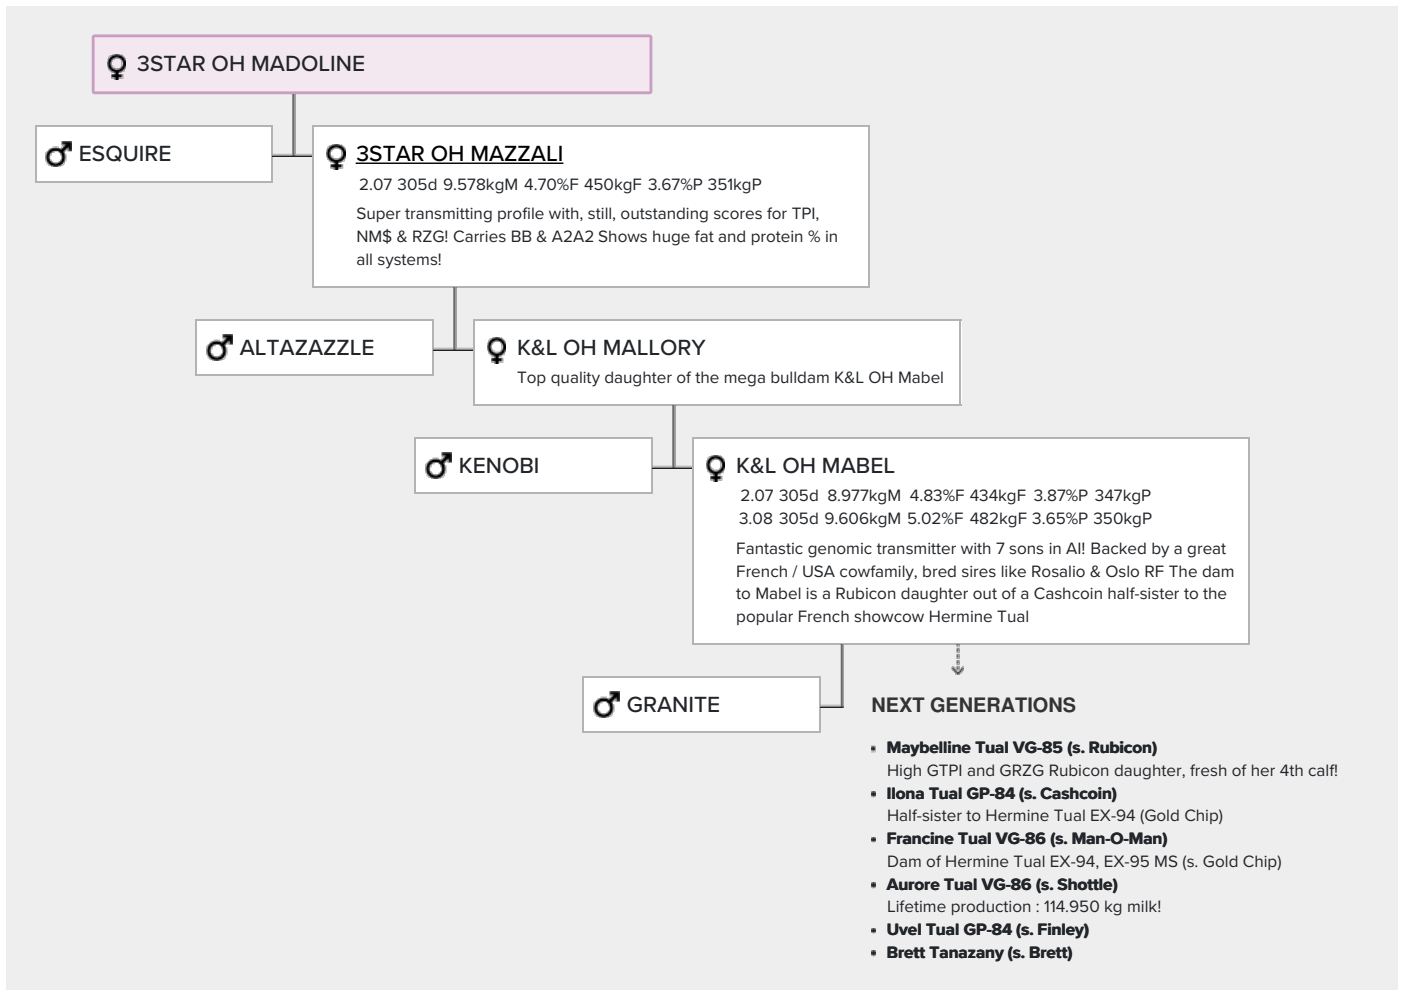 3STAR OH MADOLINE
ESQUIRE
3STAR OH MAZZALI
2.07 305d 9.578kgM 4.70%F 450kgF 3.67%P 351kgP
Super transmitting profile with, still, outstanding scores for TPI,
NM$ & RZG! Carries BB & A2A2 Shows huge fat and protein % in
all systems!
ALTAZAZZLE
K&L OH MALLORY
Top quality daughter of the mega bulldam K&L OH Mabel
KENOBI
K&L OH MABEL
2.07 305d 8.977kgM 4.83%F 434kgF 3.87%P 347kgP
3.08 305d 9.606kgM 5.02%F 482kgF 3.65%P 350kgP
Fantastic genomic transmitter with 7 sons in AI! Backed by a great
French / USA cowfamily, bred sires like Rosalio & Oslo RF The dam
to Mabel is a Rubicon daughter out of a Cashcoin half-sister to the
popular French showcow Hermine Tual
GRANITE
NEXT GENERATIONS
▪ Maybelline Tual VG-85 (s. Rubicon)
High GTPI and GRZG Rubicon daughter, fresh of her 4th calf!
▪ Ilona Tual GP-84 (s. Cashcoin)
Half-sister to Hermine Tual EX-94 (Gold Chip)
▪ Francine Tual VG-86 (s. Man-O-Man)
Dam of Hermine Tual EX-94, EX-95 MS (s. Gold Chip)
▪ Aurore Tual VG-86 (s. Shottle)
Lifetime production : 114.950 kg milk!
▪ Uvel Tual GP-84 (s. Finley)
▪ Brett Tanazany (s. Brett)